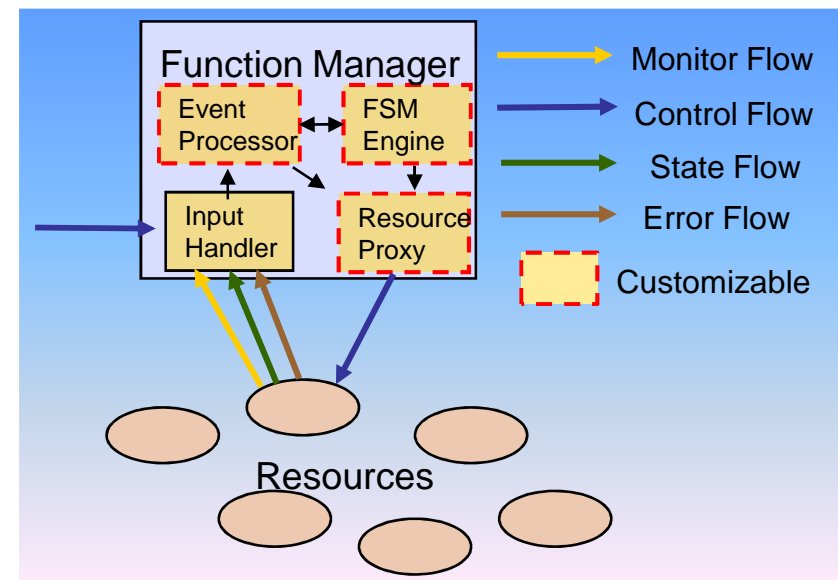 Function Manager
Event
Processor
FSM
Engine
Input
Handler
Resource
Proxy
Monitor Flow
Control Flow
State Flow
Error Flow
Customizable
Resources